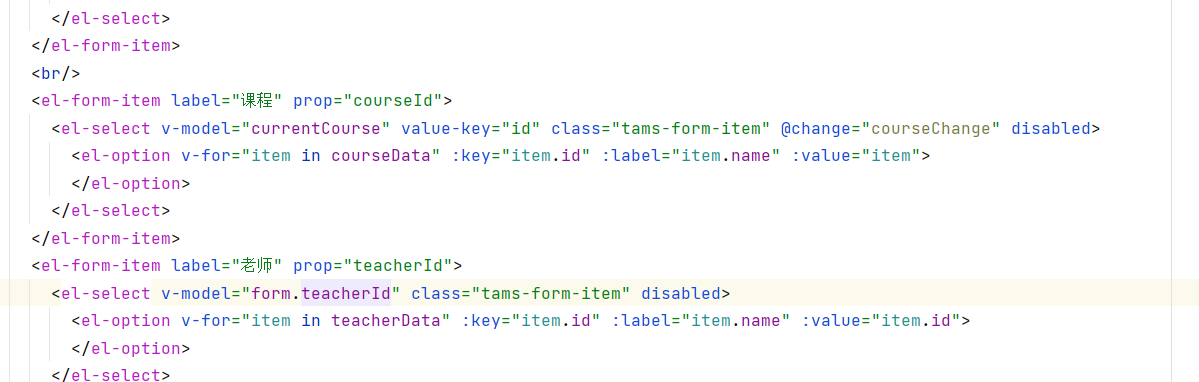 </el-select>
</el-form-item>
<br/>
<el-form-item label="课程" prop="courseId">
<el-select v-model="currentCourse" value-key="id" class="tams-form-item" @change="courseChange" disabled>
<el-option v-for="item in courseData" :key="item.id" :label="item.name" :value="item">
</el-option>
</el-select>
</el-form-item>
<el-form-item label="老师" prop="teacherId">
<el-select v-model="form.teacherId" class="tams-form-item" disabled>
<el-option v-for="item in teacherData" :key="item.id" :label="item.name" :value="item.id">
</el-option>
</el-select>